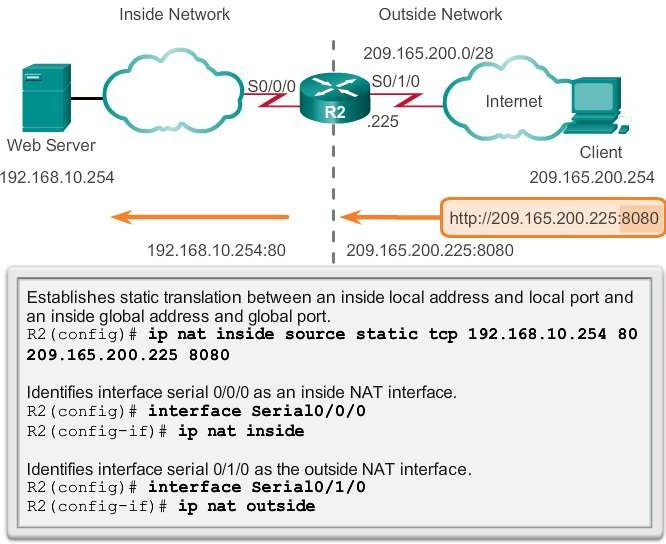 Inside Network
Outside Network
209.165.200.0/28
S0/0/0
S0/1/0
Internet
R2
.225
Web Server
Client
192.168.10.254
209.165.200.254
http://209.165.200.225:8080
192.168.10.254:80
209.165.200.225:8080
Establishes static translation between an inside local address and local port and
an inside global address and global port.
R2(config)# ip nat inside source static tcp 192.168.10.254 80
209.165.200.225 8080
Identifies interface serial 0/0/0 as an inside NAT interface.
R2(config)# interface Serial0/0/0
R2(config-if)# ip nat inside
Identifies interface serial 0/1/0 as the outside NAT interface.
R2(config)# interface Serial0/1/0
R2(config-if)# ip nat outside